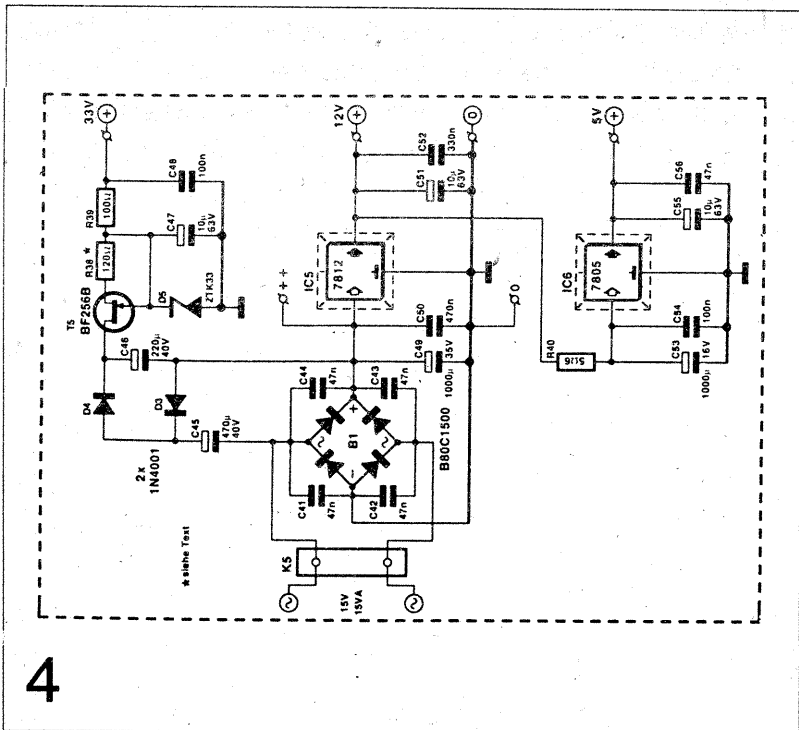 33V
+
R39
100Ω
C48
100n
R38 *
120Ω
C47
10µ
63V
T5
BF256B
D5
ZTK33
C46
220µ
40V
D4
D3
C45
470µ
40V
2x
1N4001
* siehe Text
12V
+
0
C52
330n
C51
10µ
63V
IC5
7812
++
0
C50
470n
C49
1000µ
35V
C44
47n
C43
47n
B1
+
-
~
~
B80C1500
C41
47n
C42
47n
K5
~
15V
15VA
~
5V
+
C56
47n
C55
10µ
63V
IC6
7805
R40
5Ω6
C54
100n
C53
1000µ
16V
4